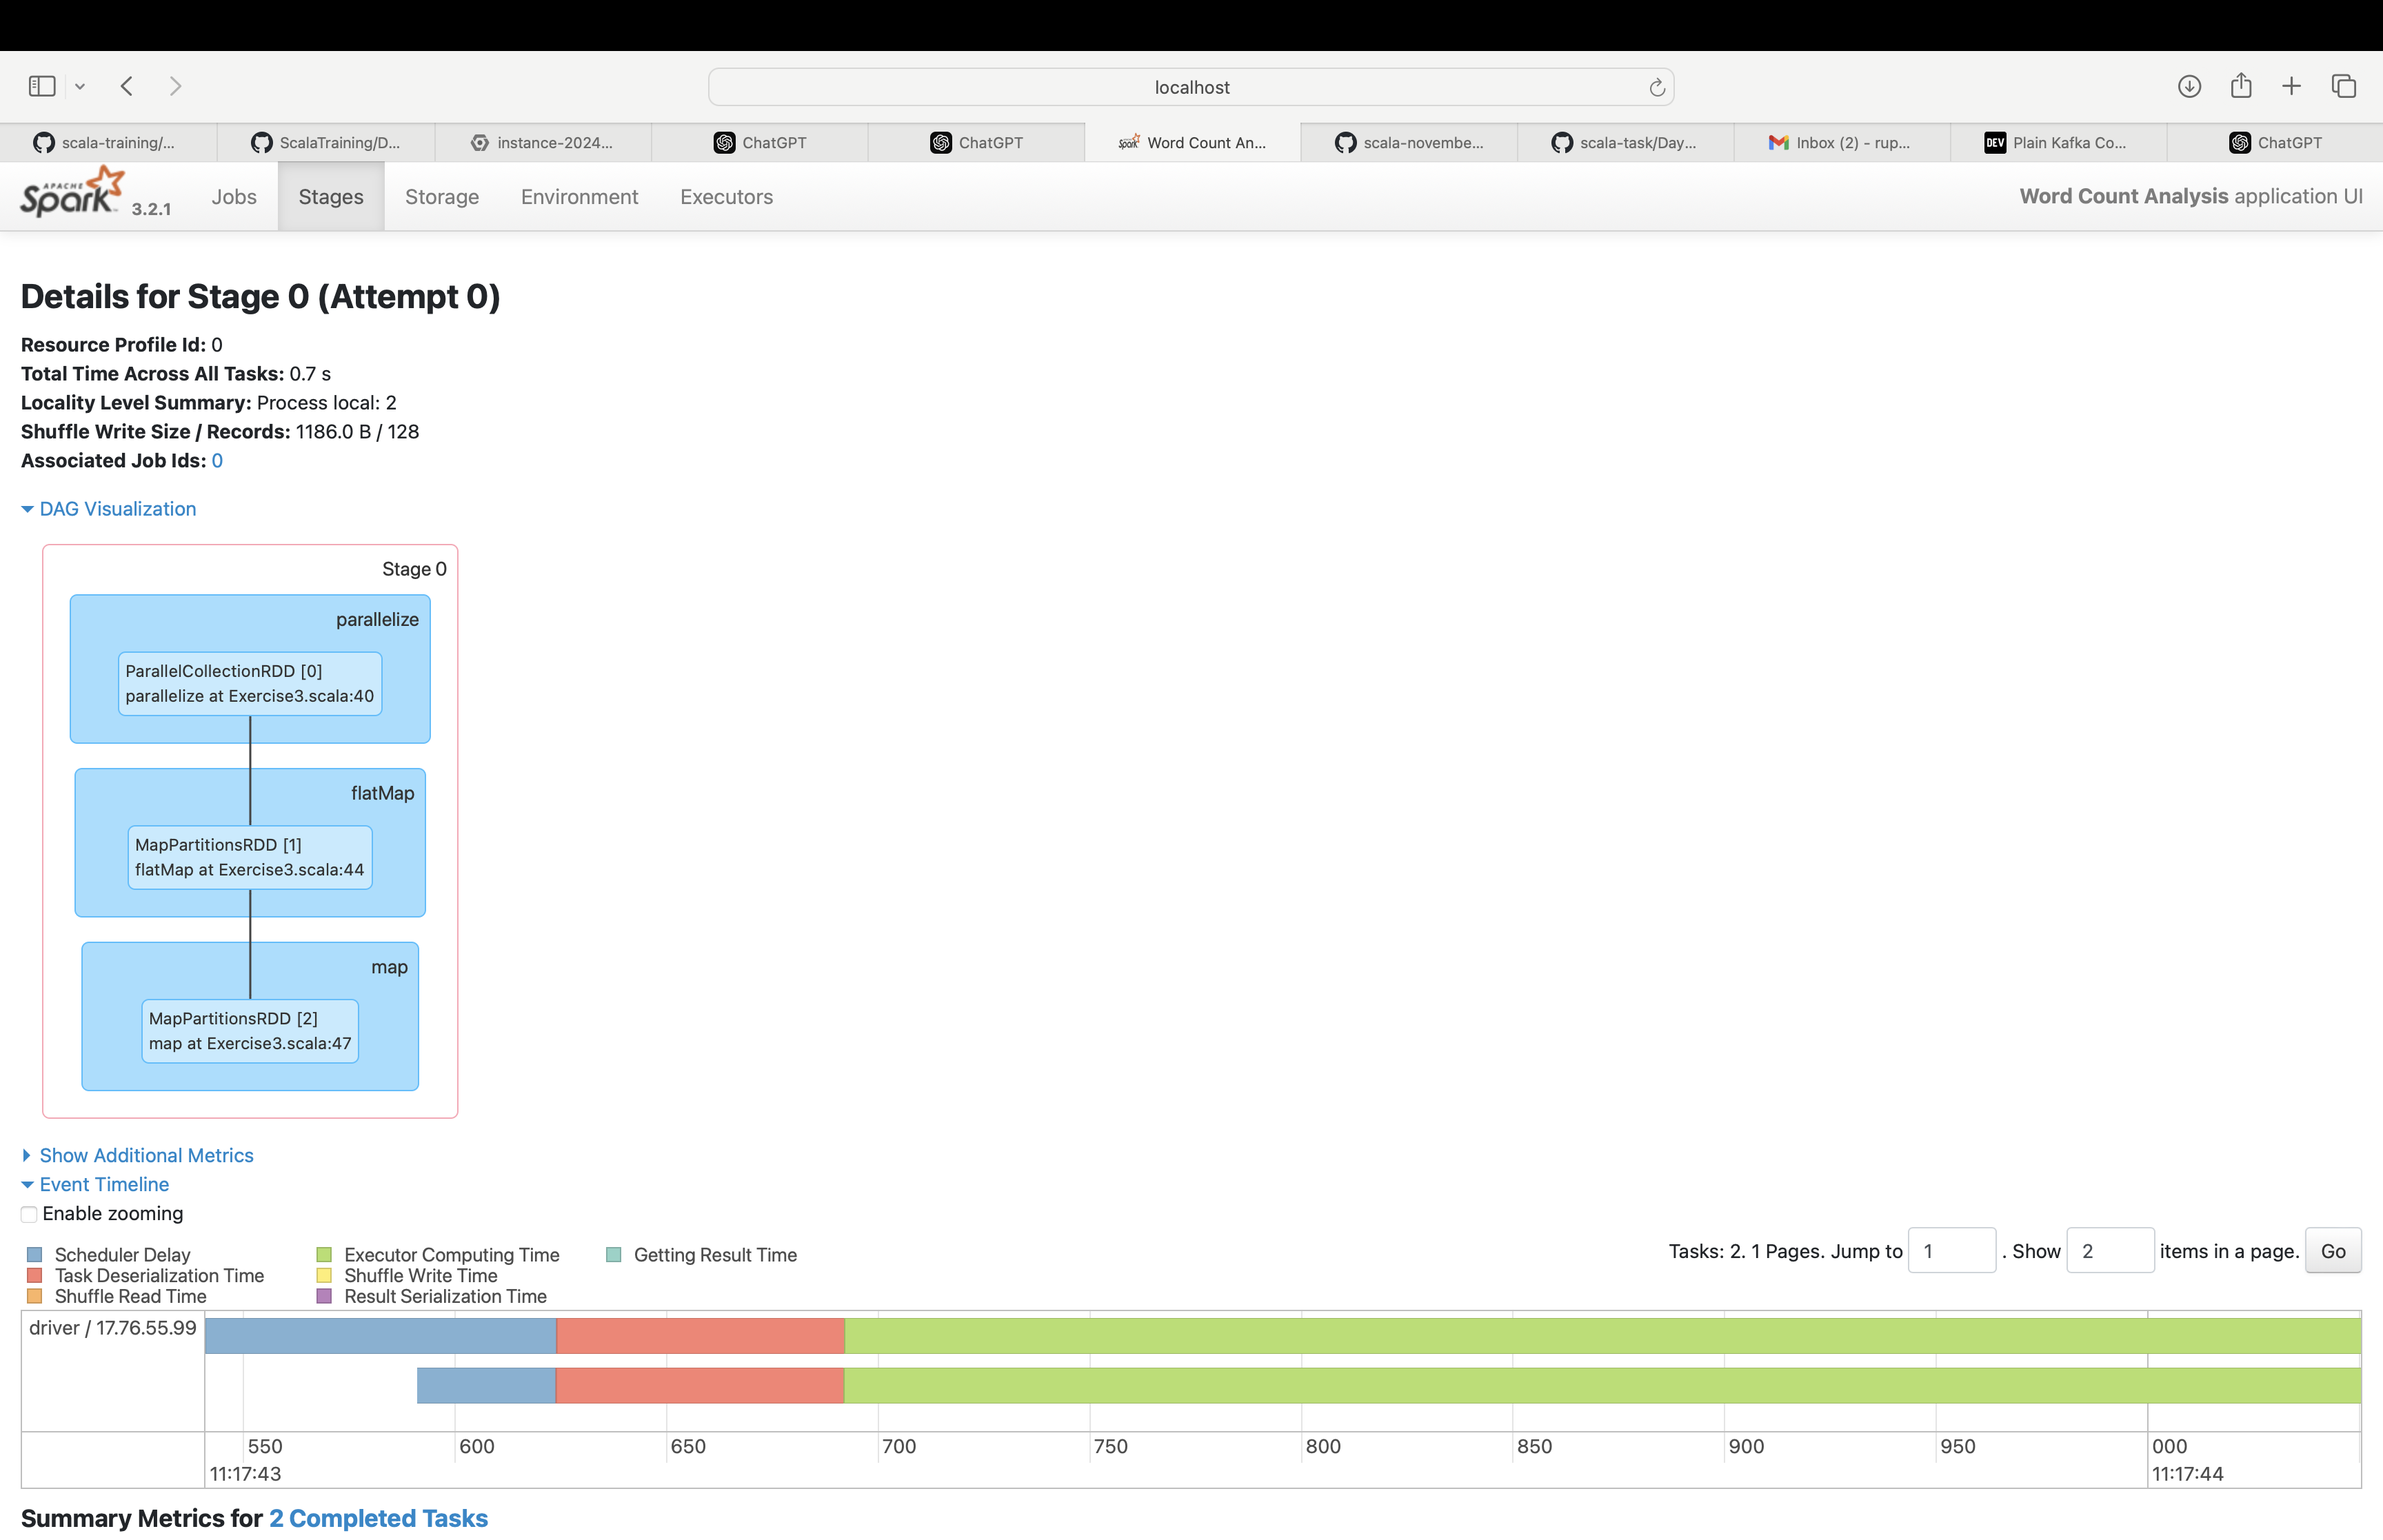 localhost
scala-training/...
ScalaTraining/D...
instance-2024...
ChatGPT
ChatGPT
Spark Word Count An...
scala-novembe...
scala-task/Day...
Inbox (2) - rup...
DEV Plain Kafka Co...
ChatGPT
APACHE Spark 3.2.1
Jobs
Stages
Storage
Environment
Executors
Word Count Analysis application UI
Details for Stage 0 (Attempt 0)
Resource Profile Id: 0
Total Time Across All Tasks: 0.7 s
Locality Level Summary: Process local: 2
Shuffle Write Size / Records: 1186.0 B / 128
Associated Job Ids: 0
DAG Visualization
Stage 0
parallelize
ParallelCollectionRDD [0]
parallelize at Exercise3.scala:40
flatMap
MapPartitionsRDD [1]
flatMap at Exercise3.scala:44
map
MapPartitionsRDD [2]
map at Exercise3.scala:47
Show Additional Metrics
Event Timeline
Enable zooming
Scheduler Delay
Task Deserialization Time
Shuffle Read Time
Executor Computing Time
Shuffle Write Time
Result Serialization Time
Getting Result Time
Tasks: 2. 1 Pages. Jump to 1 . Show 2 items in a page. Go
driver / 17.76.55.99
550 600 650 700 750 800 850 900 950 000
11:17:43 11:17:44
Summary Metrics for 2 Completed Tasks